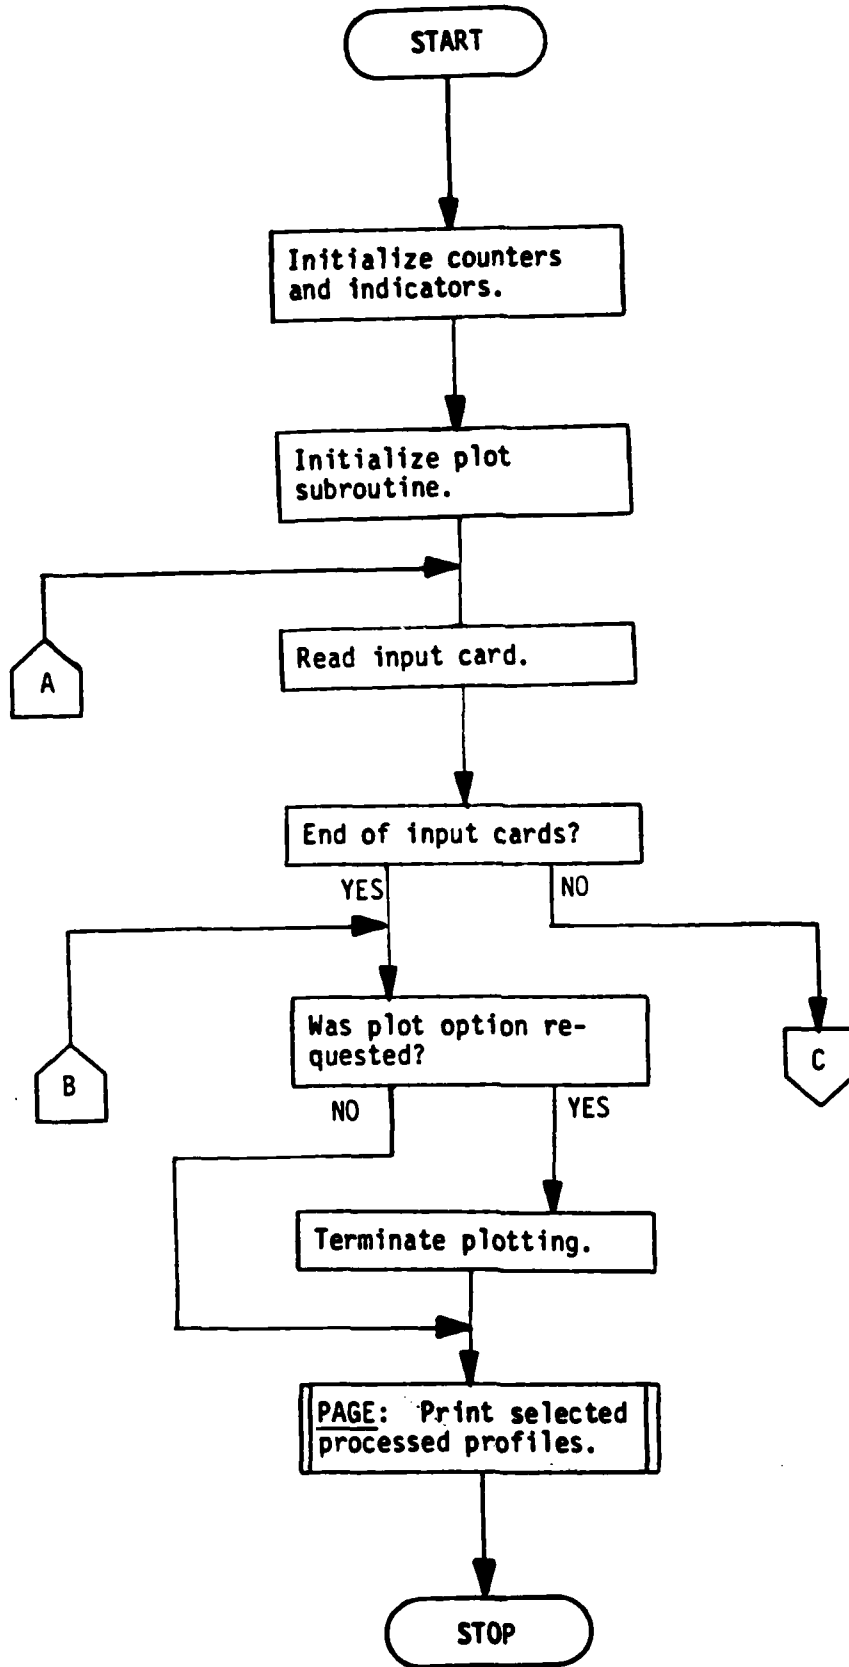 START
Initialize counters
and indicators.
Initialize plot
subroutine.
A
Read input card.
End of input cards?
YES
NO
B
Was plot option re-
quested?
C
NO
YES
Terminate plotting.
PAGE: Print selected
processed profiles.
STOP